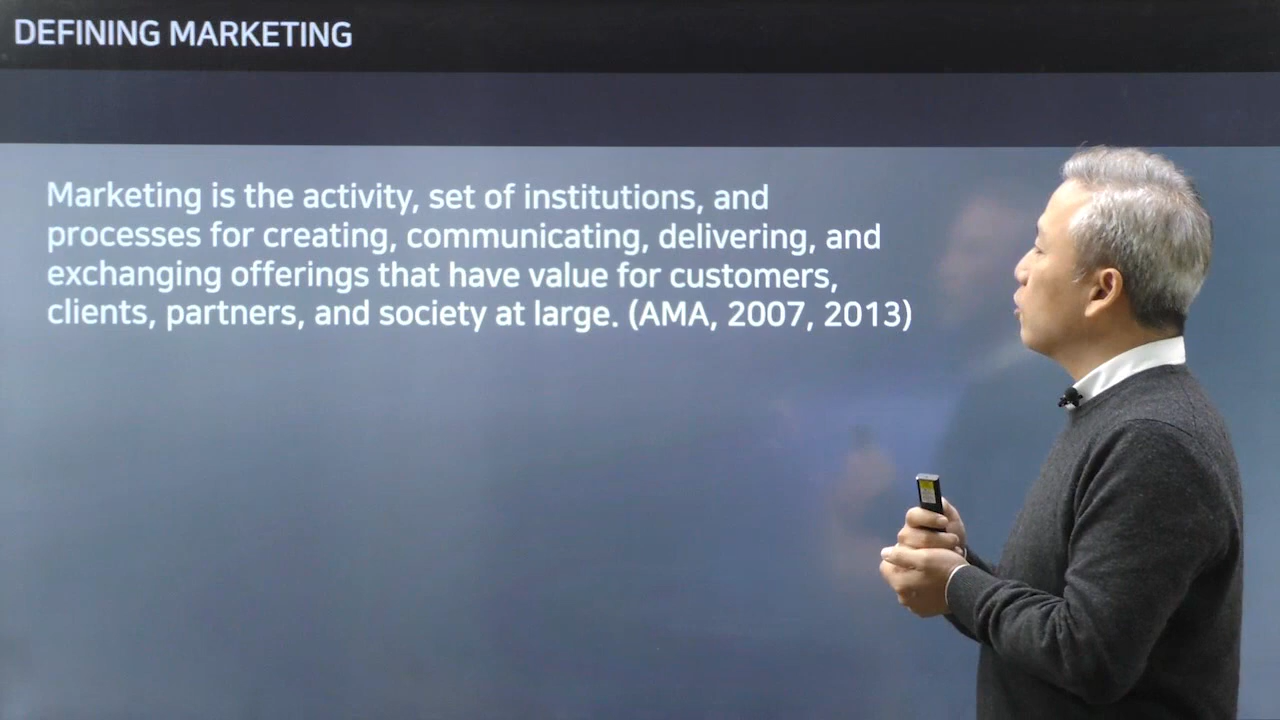 DEFINING MARKETING
Marketing is the activity, set of institutions, and
processes for creating, communicating, delivering, and
exchanging offerings that have value for customers,
clients, partners, and society at large. (AMA, 2007, 2013)